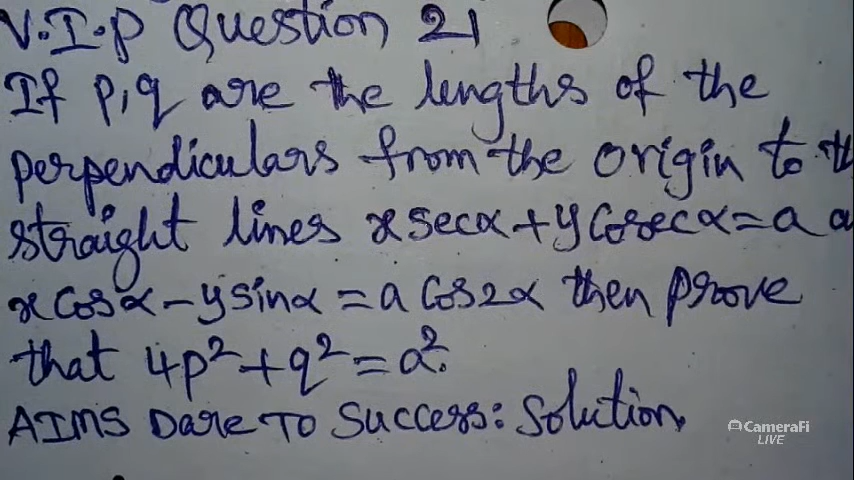 V.I.P Question 21
If p,q are the lengths of the
perpendiculars from the origin to th
straight lines x secα + y cosecα = a a
x cosα - y sinα = a cos2α then prove
that 4p² + q² = a².
AIMS Dare To Success: Solution
CameraFi
LIVE